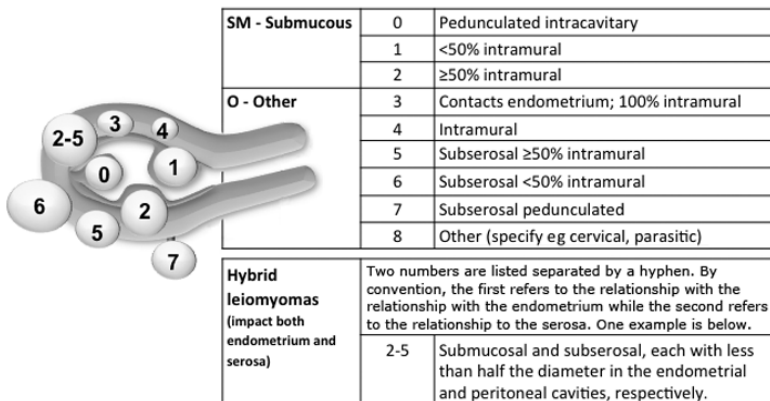 SM - Submucous
0 Pedunculated intracavitary
1 <50% intramural
2 ≥50% intramural
O - Other
3 Contacts endometrium; 100% intramural
4 Intramural
5 Subserosal ≥50% intramural
6 Subserosal <50% intramural
7 Subserosal pedunculated
8 Other (specify eg cervical, parasitic)
2-5
3
4
0
1
6
2
5
7
Hybrid
leiomyomas
(impact both
endometrium and
serosa)
Two numbers are listed separated by a hyphen. By
convention, the first refers to the relationship with the
relationship with the endometrium while the second refers
to the relationship to the serosa. One example is below.
2-5 Submucosal and subserosal, each with less
than half the diameter in the endometrial
and peritoneal cavities, respectively.